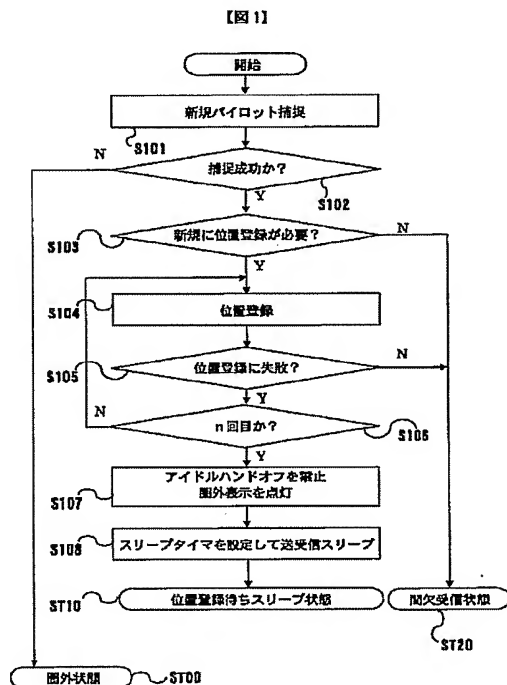 【図1】
開始
新規パイロット捕捉
S101
N
捕捉成功か?
S102
Y
S103
新規に位置登録が必要?
N
Y
S104
位置登録
S105
位置登録に失敗?
N
Y
N
n回目か?
S106
Y
アイドルハンドオフを禁止
圏外表示を点灯
S107
S108
スリープタイマを設定して送受信スリープ
ST10
位置登録待ちスリープ状態
間欠受信状態
ST20
圏外状態
ST00